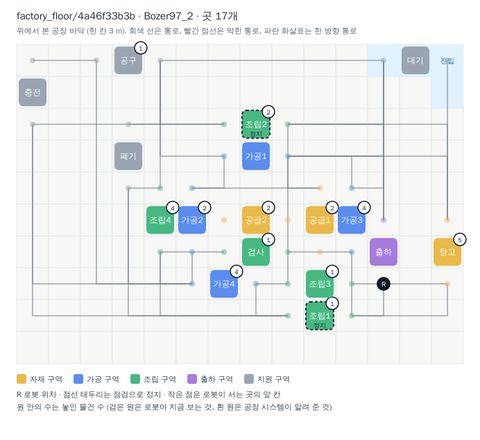 factory_floor/4a46f33b3b · Bozer97_2 · 곳 17개
위에서 본 공장 바닥 (한 칸 3 m). 회색 선은 통로, 빨간 점선은 막힌 통로, 파란 화살표는 한 방향 통로
공구 1
대기
진입
충전
조립2 2
정지
폐기
가공1
조립4 4
가공2 2
공급2 2
공급1 2
가공3 4
검사 1
출하
창고 5
가공4 4
조립3 1
R
조립1 1
정지
자재 구역
가공 구역
조립 구역
출하 구역
지원 구역
R 로봇 위치 · 점선 테두리는 점검으로 정지 · 작은 점은 로봇이 서는 곳의 앞 칸
원 안의 수는 놓인 물건 수 (검은 원은 로봇이 지금 보는 것, 흰 원은 공장 시스템이 알려 준 것)